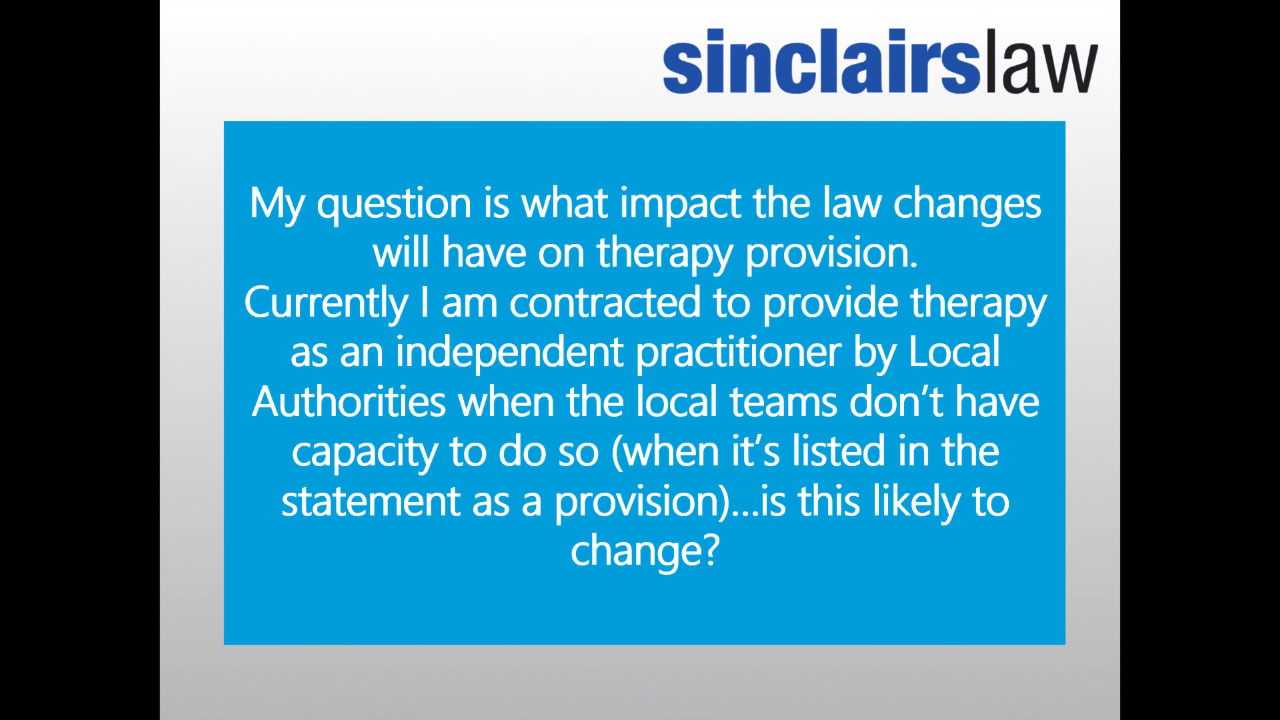 sinclairslaw
My question is what impact the law changes
will have on therapy provision.
Currently I am contracted to provide therapy
as an independent practitioner by Local
Authorities when the local teams don’t have
capacity to do so (when it’s listed in the
statement as a provision)...is this likely to
change?